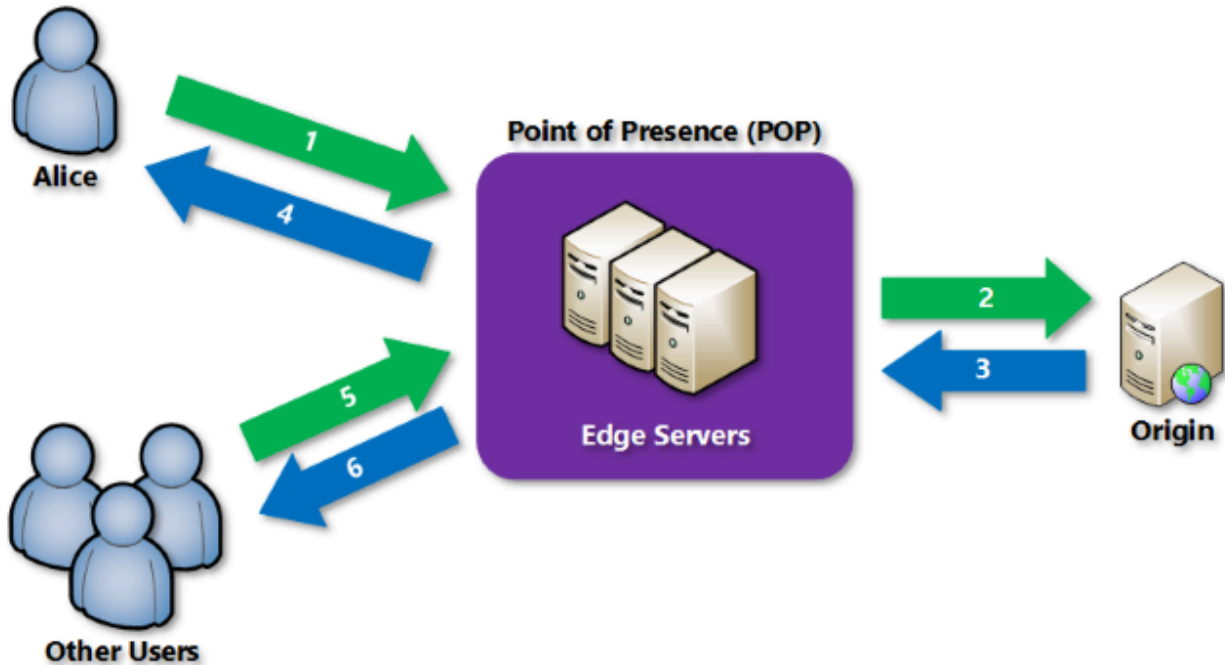 Alice
1
4
Point of Presence (POP)
Edge Servers
2
3
Origin
5
6
Other Users